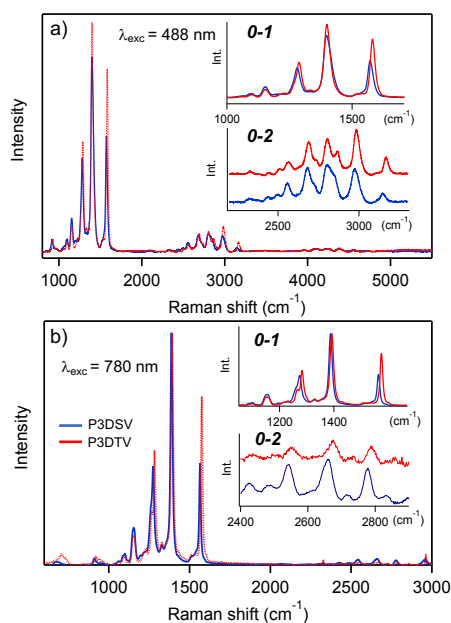 a)
λexc = 488 nm
0-1
Int.
1000
1500
(cm⁻¹)
0-2
Int.
2500
3000
(cm⁻¹)
Intensity
1000
2000
3000
4000
5000
Raman shift (cm⁻¹)
b)
λexc = 780 nm
P3DSV
P3DTV
0-1
Int.
1200
1400
(cm⁻¹)
0-2
Int.
2400
2600
2800
(cm⁻¹)
Intensity
1000
1500
2000
2500
3000
Raman shift (cm⁻¹)